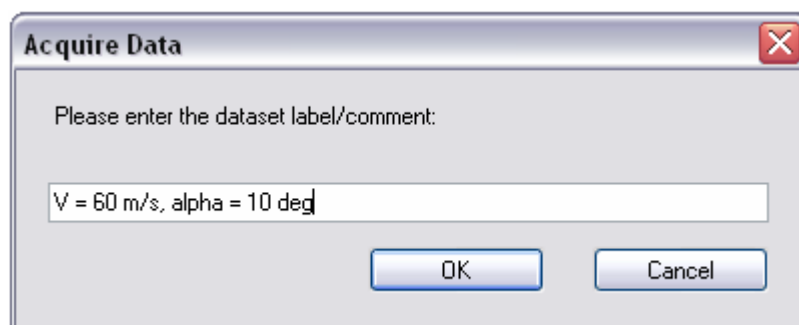 Acquire Data
Please enter the dataset label/comment:
V = 60 m/s, alpha = 10 deg
OK
Cancel